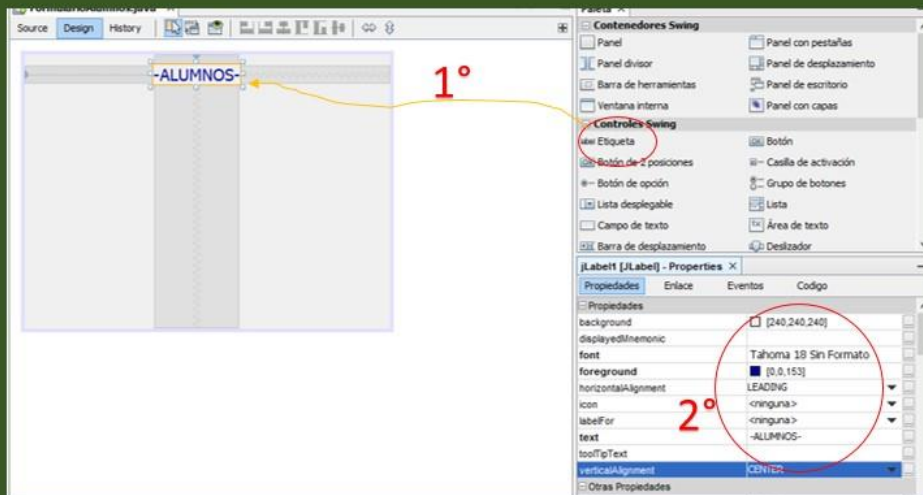 FormularioAlumnos.java
Source Design History
-ALUMNOS-
1°
Paleta
Contenedores Swing
Panel Panel con pestañas
Panel divisor Panel de desplazamiento
Barra de herramientas Panel de escritorio
Ventana interna Panel con capas
Controles Swing
label Etiqueta OK Botón
Botón de 2 posiciones Casilla de activación
Botón de opción Grupo de botones
Lista desplegable Lista
Campo de texto Área de texto
Barra de desplazamiento Deslizador
jLabel1 [JLabel] - Properties
Propiedades Enlace Eventos Codigo
Propiedades
background [240,240,240]
displayedMnemonic
font Tahoma 18 Sin Formato
foreground [0,0,153]
horizontalAlignment LEADING
icon <ninguna>
labelFor <ninguna>
text -ALUMNOS-
toolTipText
verticalAlignment CENTER
Otras Propiedades
2°